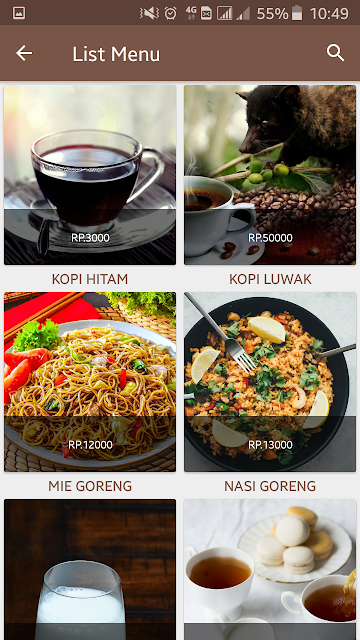 4G 55% 10:49
List Menu
RP.3000 RP.50000
KOPI HITAM KOPI LUWAK
RP.12000 RP.13000
MIE GORENG NASI GORENG